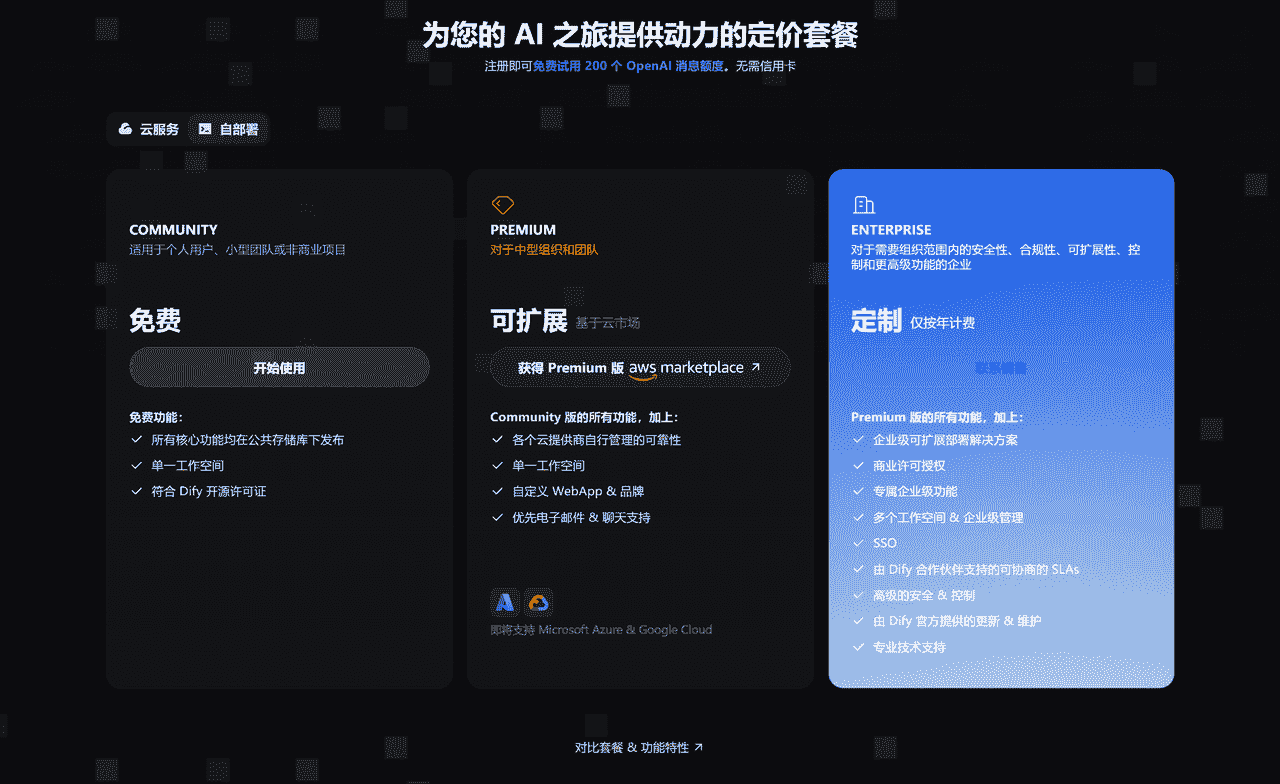 为您的 AI 之旅提供动力的定价套餐
注册即可免费试用 200 个 OpenAI 消息额度，无需信用卡
云服务
自部署
COMMUNITY
适用于个人用户、小型团队或非商业项目
免费
开始使用
免费功能：
所有核心功能均在公共存储库下发布
单一工作空间
符合 Dify 开源许可证
PREMIUM
对于中型组织和团队
可扩展 基于云市场
获得 Premium 版 aws marketplace
Community 版的所有功能，加上：
各个云提供商自行管理的可靠性
单一工作空间
自定义 WebApp & 品牌
优先电子邮件 & 聊天支持
即将支持 Microsoft Azure & Google Cloud
ENTERPRISE
对于需要组织范围内的安全性、合规性、可扩展性、控
制和更高级功能的企业
定制 仅按年计费
Premium 版的所有功能，加上：
企业级可扩展部署解决方案
商业许可授权
专属企业级功能
多个工作空间 & 企业级管理
SSO
由 Dify 合作伙伴支持的可协商的 SLAs
高级的安全 & 控制
由 Dify 官方提供的更新 & 维护
专业技术支持
对比套餐 & 功能特性